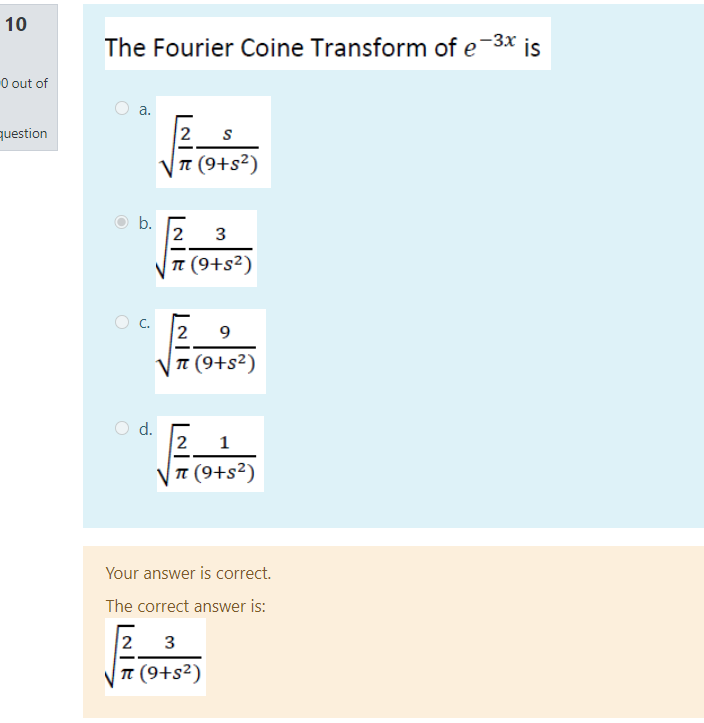 10
0 out of
question
The Fourier Coine Transform of e⁻³ˣ is
a. √(2/π) s/(9+s²)
b. √(2/π) 3/(9+s²)
c. √(2/π) 9/(9+s²)
d. √(2/π) 1/(9+s²)
Your answer is correct.
The correct answer is:
√(2/π) 3/(9+s²)